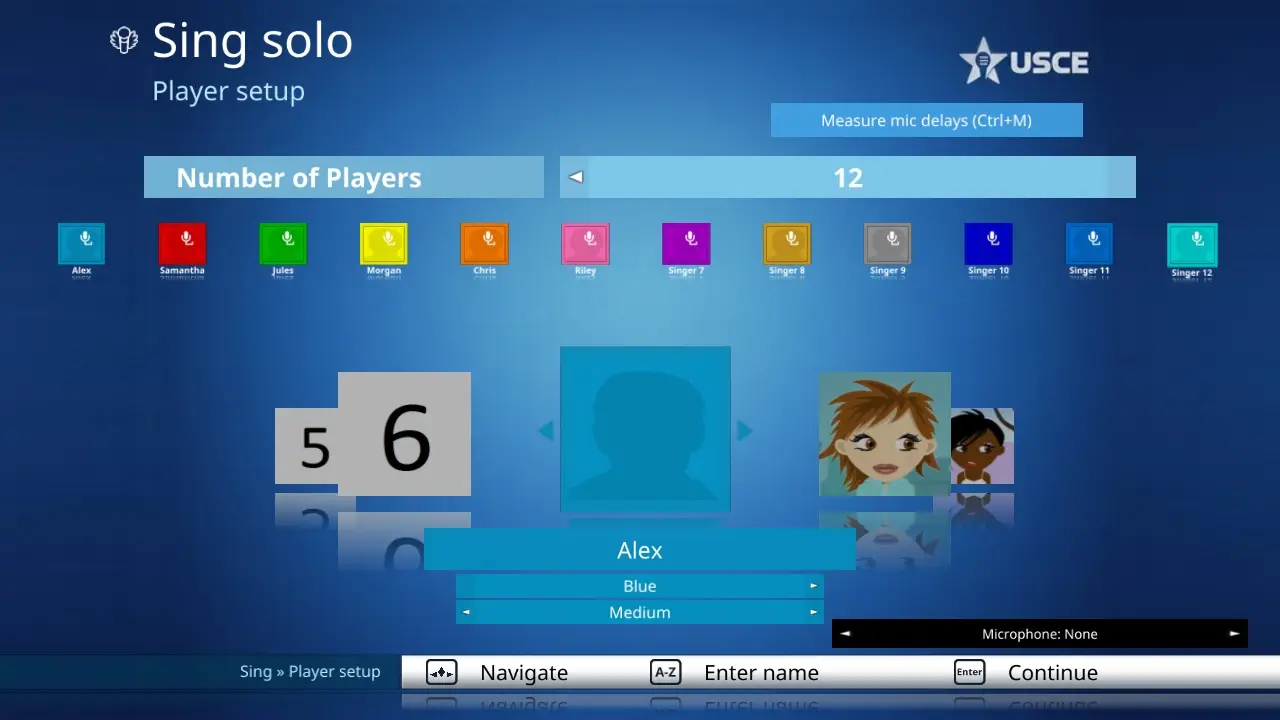 Sing solo
USCE
Player setup
Measure mic delays (Ctrl+M)
Number of Players
12
Alex
Samantha
Jules
Morgan
Chris
Riley
Singer 7
Singer 8
Singer 9
Singer 10
Singer 11
Singer 12
5
6
Alex
Blue
Medium
Microphone: None
Sing » Player setup
Navigate
A-Z
Enter name
Enter
Continue